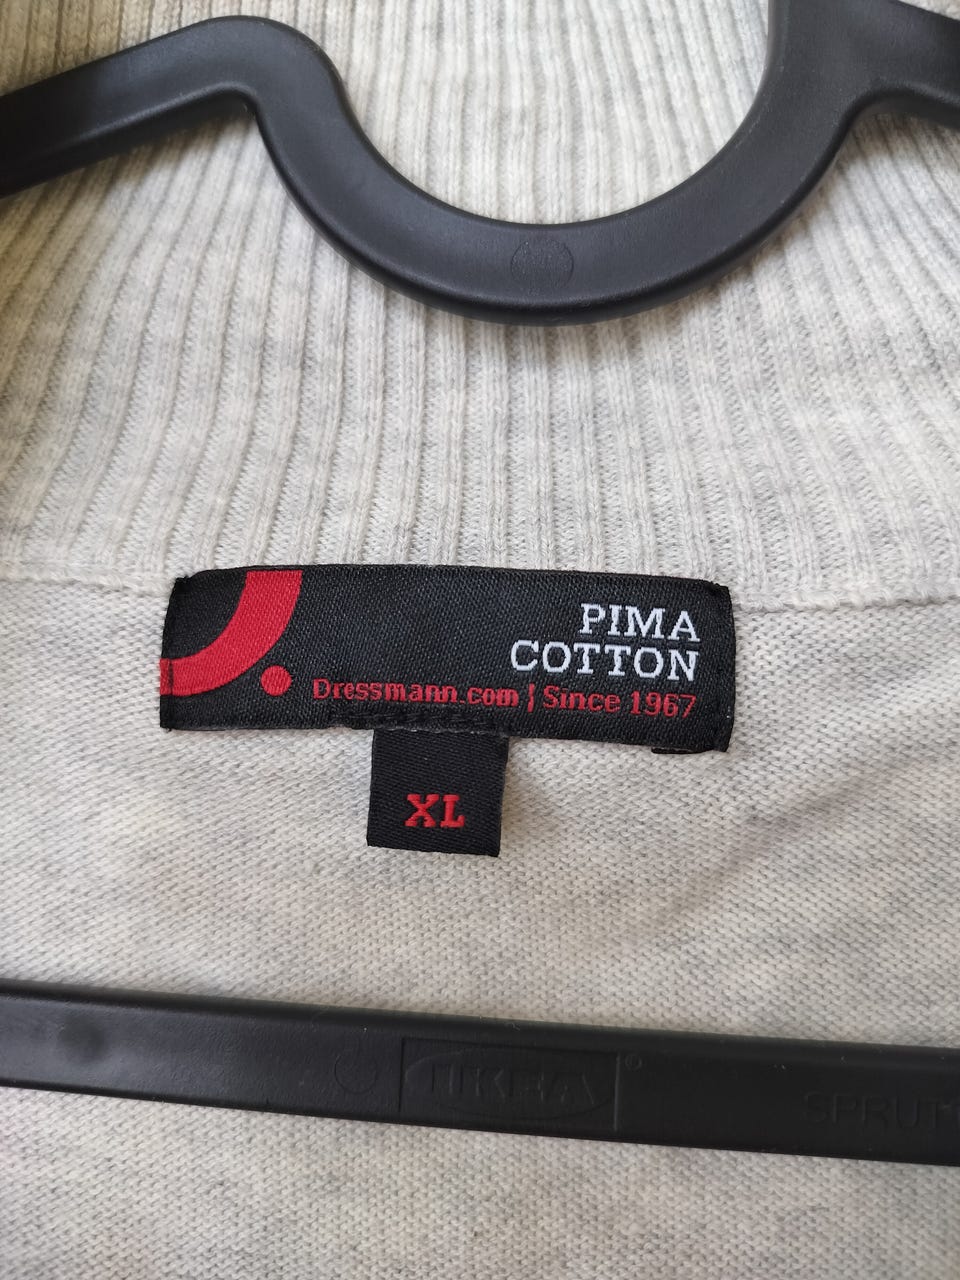 PIMA
COTTON
Dressmann.com | Since 1967
XL
IKEA®
SPRUT